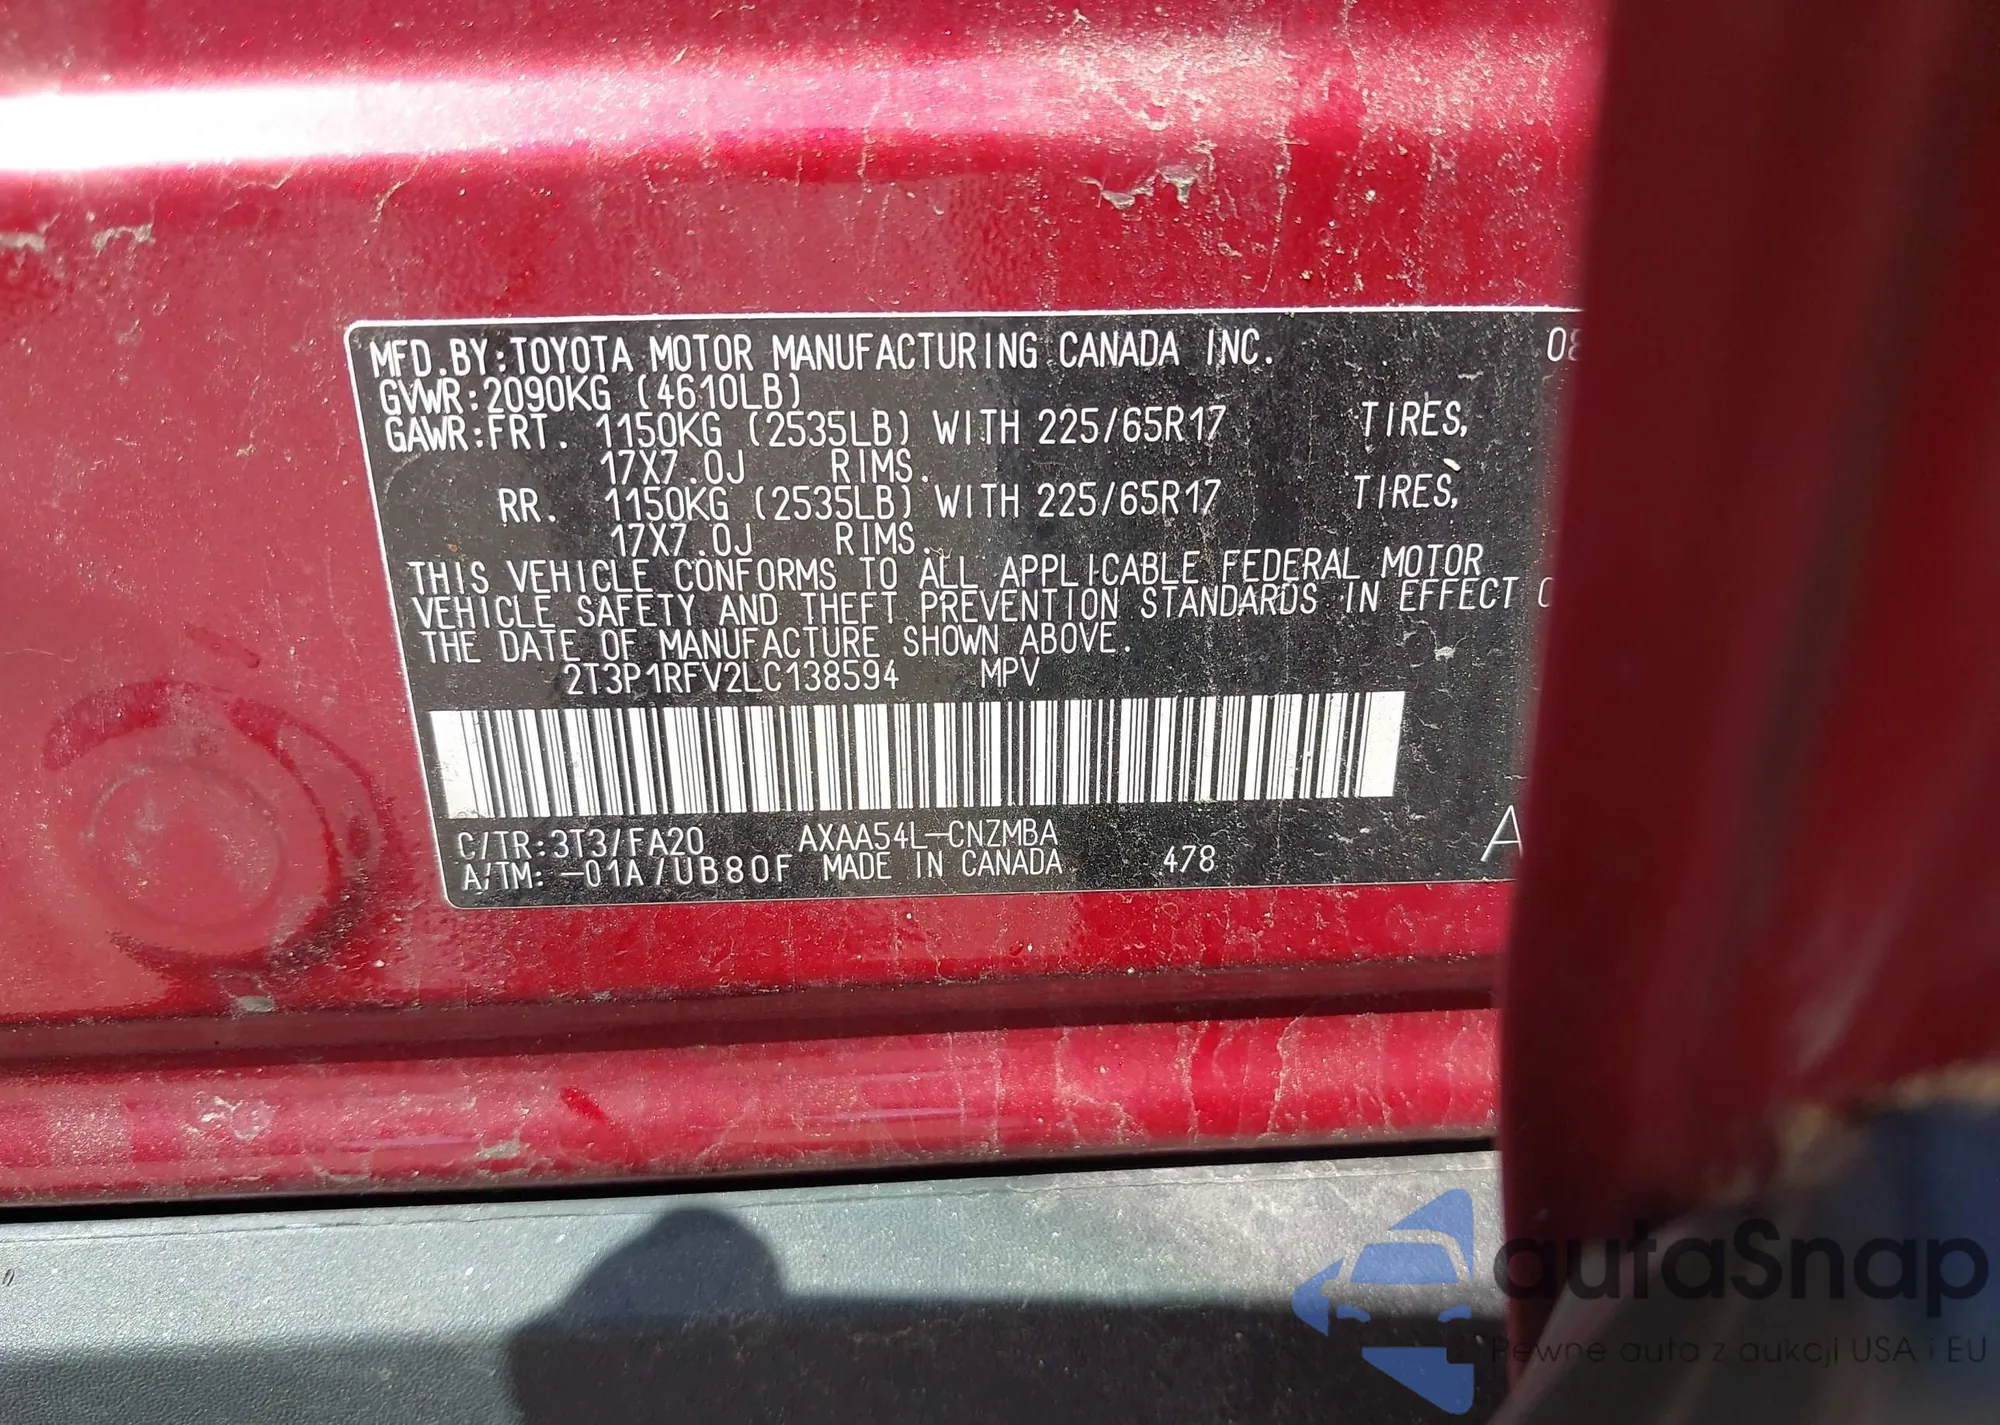 MFD.BY:TOYOTA MOTOR MANUFACTURING CANADA INC. 08
GVWR:2090KG (4610LB)
GAWR:FRT. 1150KG (2535LB) WITH 225/65R17 TIRES,
17X7.0J RIMS.
RR. 1150KG (2535LB) WITH 225/65R17 TIRES,
17X7.0J RIMS.
THIS VEHICLE CONFORMS TO ALL APPLICABLE FEDERAL MOTOR
VEHICLE SAFETY AND THEFT PREVENTION STANDARDS IN EFFECT
THE DATE OF MANUFACTURE SHOWN ABOVE.
2T3P1RFV2LC138594 MPV
C/TR:3T3/FA20 AXAA54L-CNZMBA A
A/TM:-01A/UB80F MADE IN CANADA 478
autaSnap
Pewne auta z aukcji USA i EU